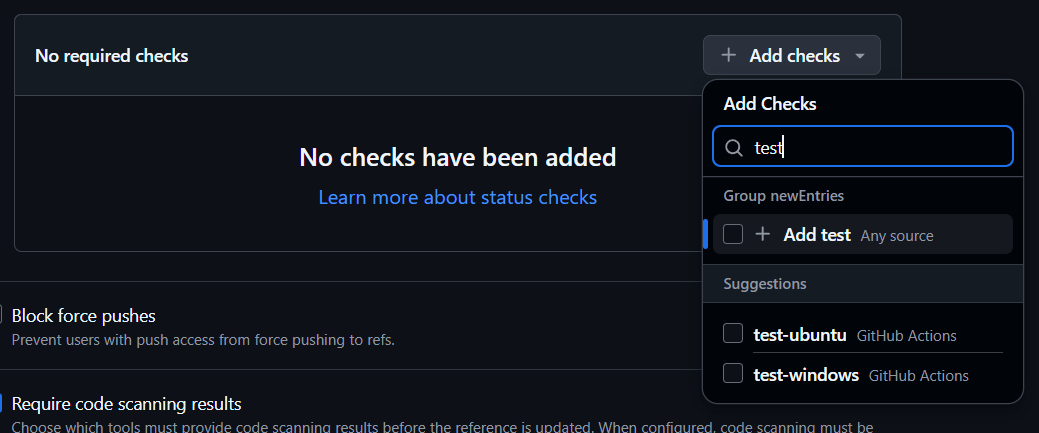 No required checks
Add checks
No checks have been added
Learn more about status checks
Add Checks
test
Group newEntries
Add test Any source
Suggestions
test-ubuntu GitHub Actions
test-windows GitHub Actions
Block force pushes
Prevent users with push access from force pushing to refs.
Require code scanning results
Choose which tools must provide code scanning results before the reference is updated. When configured, code scanning must be